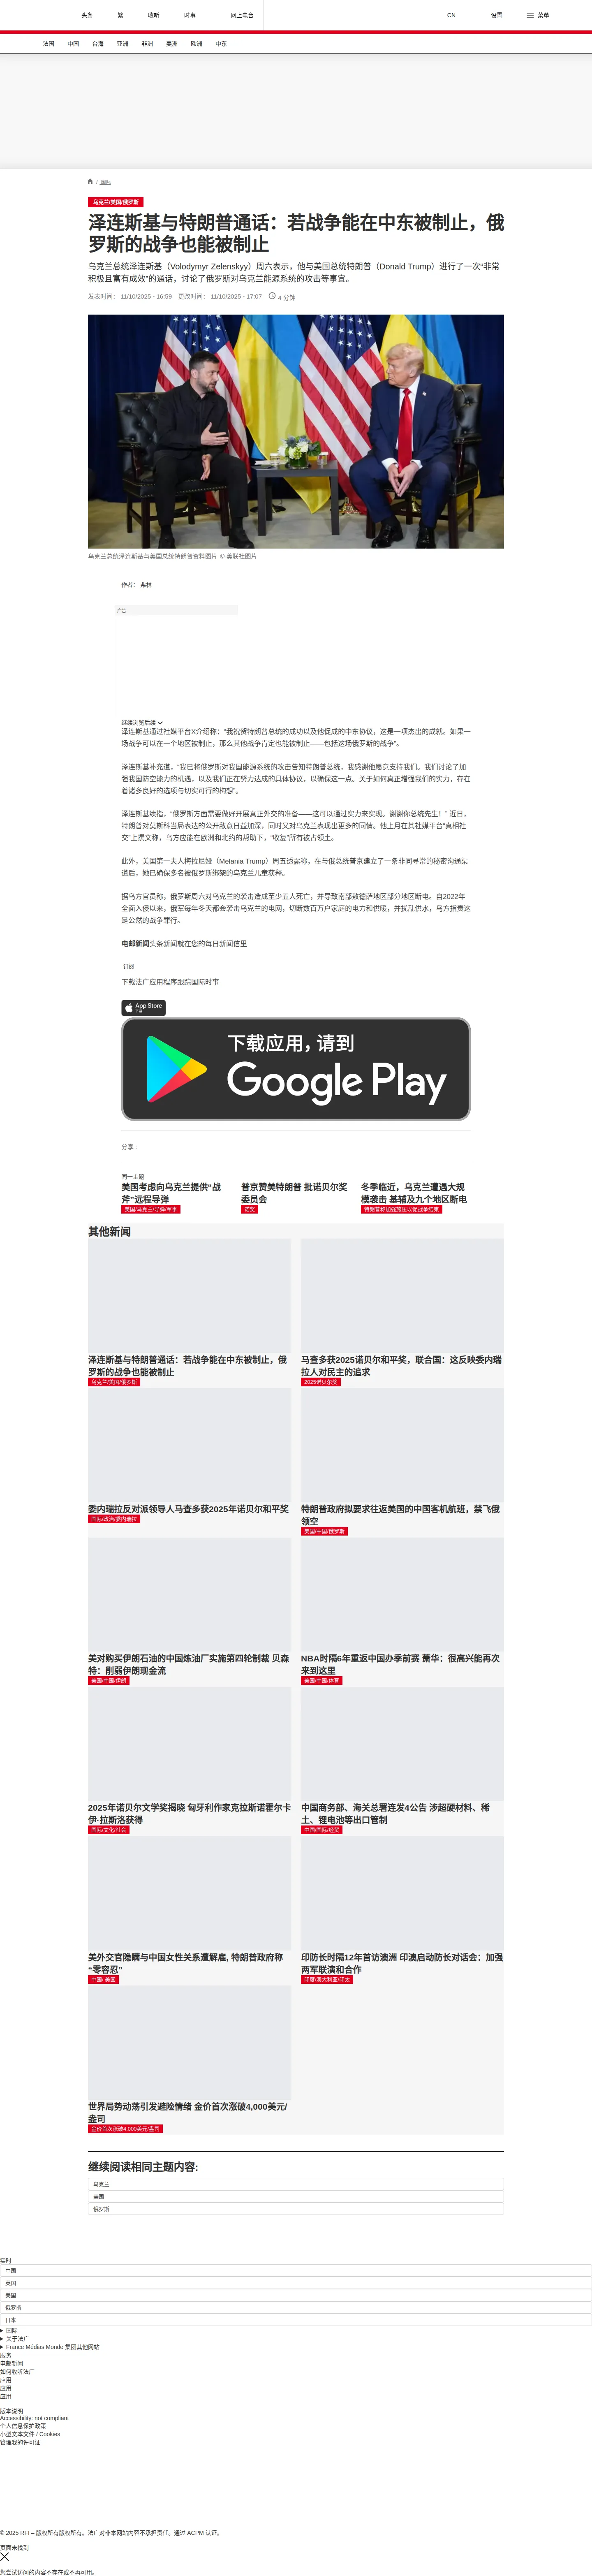 头条
繁
收听
时事
网上电台
CN
设置
菜单
法国
中国
台海
亚洲
非洲
美洲
欧洲
中东
/ 国际
乌克兰/美国/俄罗斯
泽连斯基与特朗普通话：若战争能在中东被制止，俄
罗斯的战争也能被制止
乌克兰总统泽连斯基（Volodymyr Zelenskyy）周六表示，他与美国总统特朗普（Donald Trump）进行了一次“非常
积极且富有成效”的通话，讨论了俄罗斯对乌克兰能源系统的攻击等事宜。
发表时间： 11/10/2025 - 16:59 更改时间： 11/10/2025 - 17:07 4 分钟
乌克兰总统泽连斯基与美国总统特朗普资料图片 © 美联社图片
作者： 弗林
广告
继续浏览后续
泽连斯基通过社媒平台X介绍称：“我祝贺特朗普总统的成功以及他促成的中东协议，这是一项杰出的成就。如果一
场战争可以在一个地区被制止，那么其他战争肯定也能被制止——包括这场俄罗斯的战争”。
泽连斯基补充道，“我已将俄罗斯对我国能源系统的攻击告知特朗普总统，我感谢他愿意支持我们。我们讨论了加
强我国防空能力的机遇，以及我们正在努力达成的具体协议，以确保这一点。关于如何真正增强我们的实力，存在
着诸多良好的选项与切实可行的构想”。
泽连斯基续指，“俄罗斯方面需要做好开展真正外交的准备——这可以通过实力来实现。谢谢你总统先生！” 近日，
特朗普对莫斯科当局表达的公开敌意日益加深，同时又对乌克兰表现出更多的同情。他上月在其社媒平台“真相社
交”上撰文称，乌方应能在欧洲和北约的帮助下，“收复”所有被占领土。
此外，美国第一夫人梅拉尼娅（Melania Trump）周五透露称，在与俄总统普京建立了一条非同寻常的秘密沟通渠
道后，她已确保多名被俄罗斯绑架的乌克兰儿童获释。
据乌方官员称，俄罗斯周六对乌克兰的袭击造成至少五人死亡，并导致南部敖德萨地区部分地区断电。自2022年
全面入侵以来，俄军每年冬天都会袭击乌克兰的电网，切断数百万户家庭的电力和供暖，并扰乱供水，乌方指责这
是公然的战争罪行。
电邮新闻头条新闻就在您的每日新闻信里
订阅
下载法广应用程序跟踪国际时事
App Store
下载
下载应用，请到
Google Play
分享 :
同一主题
美国考虑向乌克兰提供“战
斧”远程导弹
美国/乌克兰/导弹/军事
普京赞美特朗普 批诺贝尔奖
委员会
诺奖
冬季临近，乌克兰遭遇大规
模袭击 基辅及九个地区断电
特朗普称加强施压以促战争结束
其他新闻
泽连斯基与特朗普通话：若战争能在中东被制止，俄
罗斯的战争也能被制止
乌克兰/美国/俄罗斯
马查多获2025诺贝尔和平奖，联合国：这反映委内瑞
拉人对民主的追求
2025诺贝尔奖
委内瑞拉反对派领导人马查多获2025年诺贝尔和平奖
国际/政治/委内瑞拉
特朗普政府拟要求往返美国的中国客机航班，禁飞俄
领空
美国/中国/俄罗斯
美对购买伊朗石油的中国炼油厂实施第四轮制裁 贝森
特：削弱伊朗现金流
美国/中国/伊朗
NBA时隔6年重返中国办季前赛 萧华：很高兴能再次
来到这里
美国/中国/体育
2025年诺贝尔文学奖揭晓 匈牙利作家克拉斯诺霍尔卡
伊·拉斯洛获得
国际/文化/社会
中国商务部、海关总署连发4公告 涉超硬材料、稀
土、锂电池等出口管制
中国/国际/经贸
美外交官隐瞒与中国女性关系遭解雇, 特朗普政府称
“零容忍”
中国/ 美国
印防长时隔12年首访澳洲 印澳启动防长对话会：加强
两军联演和合作
印度/澳大利亚/印太
世界局势动荡引发避险情绪 金价首次涨破4,000美元/
盎司
金价首次涨破4,000美元/盎司
继续阅读相同主题内容:
乌克兰
美国
俄罗斯
实时
中国
英国
美国
俄罗斯
日本
国际
关于法广
France Médias Monde 集团其他网站
服务
电邮新闻
如何收听法广
应用
应用
应用
版本说明
Accessibility: not compliant
个人信息保护政策
小型文本文件 / Cookies
管理我的许可证
© 2025 RFI – 版权所有版权所有。法广对非本网站内容不承担责任。通过 ACPM 认证。
页面未找到
您尝试访问的内容不存在或不再可用。